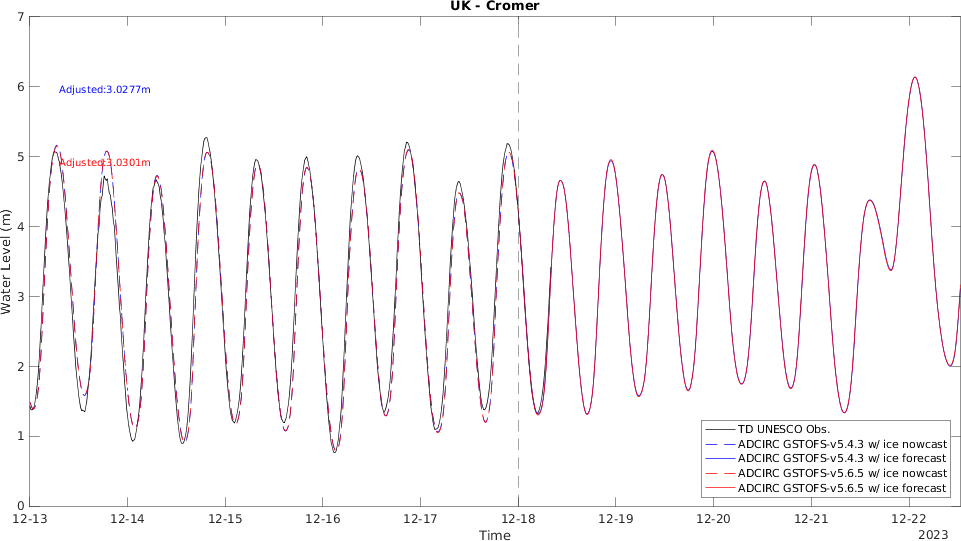 UK - Cromer
7
6
5
4
3
2
1
0
Water Level (m)
Adjusted:3.0277m
Adjusted:3.0301m
TD UNESCO Obs.
ADCIRC GSTOFS-v5.4.3 w/ ice nowcast
ADCIRC GSTOFS-v5.4.3 w/ ice forecast
ADCIRC GSTOFS-v5.6.5 w/ ice nowcast
ADCIRC GSTOFS-v5.6.5 w/ ice forecast
12-13 12-14 12-15 12-16 12-17 12-18 12-19 12-20 12-21 12-22
Time
2023